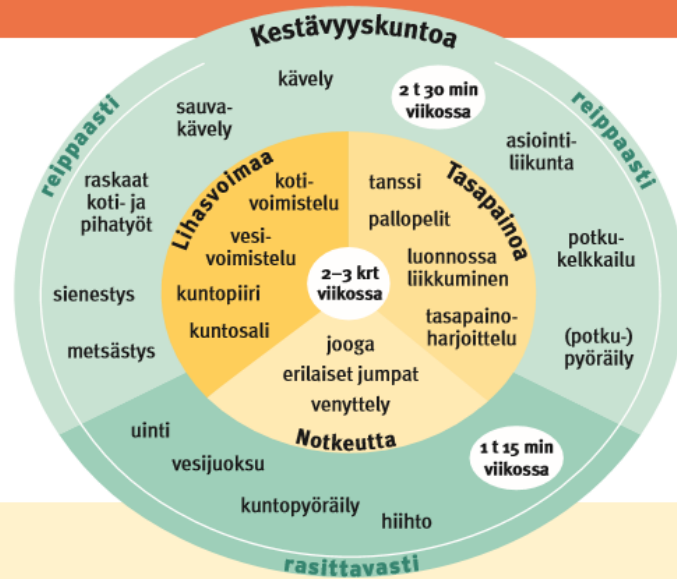 Kestävyyskuntoa
reippaasti
reippaasti
kävely
2 t 30 min
viikossa
sauva-
kävely
asiointi-
liikunta
raskaat
koti- ja
pihatyöt
potku-
kelkkailu
sienestys
metsästys
(potku-)
pyöräily
Lihasvoimaa
koti-
voimistelu
vesi-
voimistelu
kuntopiiri
kuntosali
Tasapainoa
tanssi
pallopelit
luonnossa
liikkuminen
tasapaino-
harjoittelu
2–3 krt
viikossa
jooga
erilaiset jumpat
venyttely
Notkeutta
uinti
vesijuoksu
kuntopyöräily
hiihto
1 t 15 min
viikossa
rasittavasti